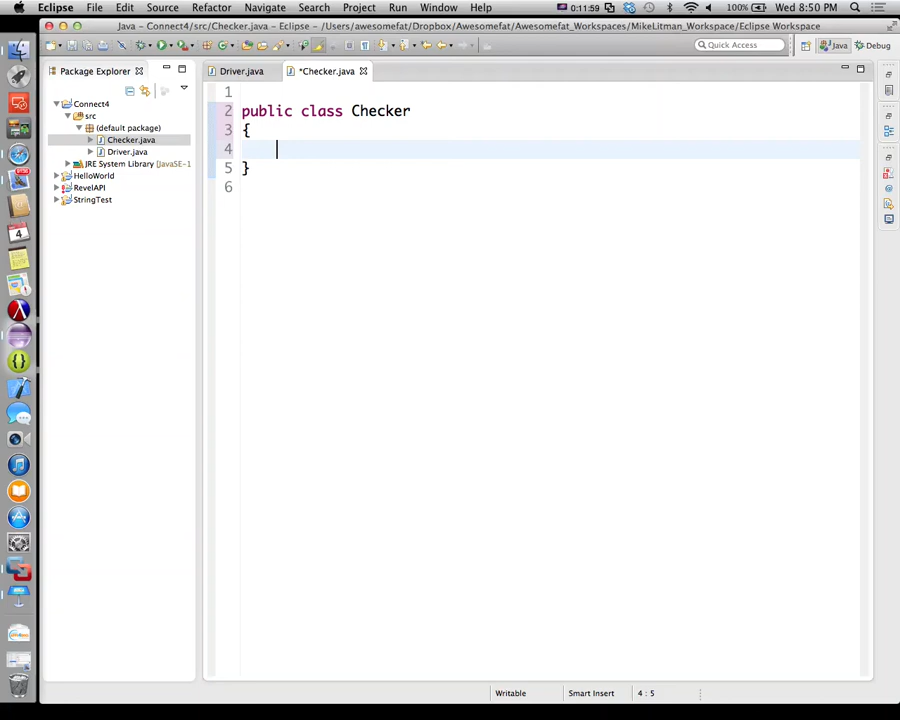 Eclipse File Edit Source Refactor Navigate Search Project Run Window Help 0:11:59 100% Wed 8:50 PM
Java - Connect4/src/Checker.java - Eclipse - /Users/awesomefat/Dropbox/Awesomefat_Workspaces/MikeLitman_Workspace/Eclipse Workspace
Quick Access Java Debug
Package Explorer Driver.java *Checker.java
Connect4
src
(default package)
Checker.java
Driver.java
JRE System Library [JavaSE-1
HelloWorld
RevelAPI
StringTest
1
2 public class Checker
3 {
4
5 }
6
Writable Smart Insert 4 : 5